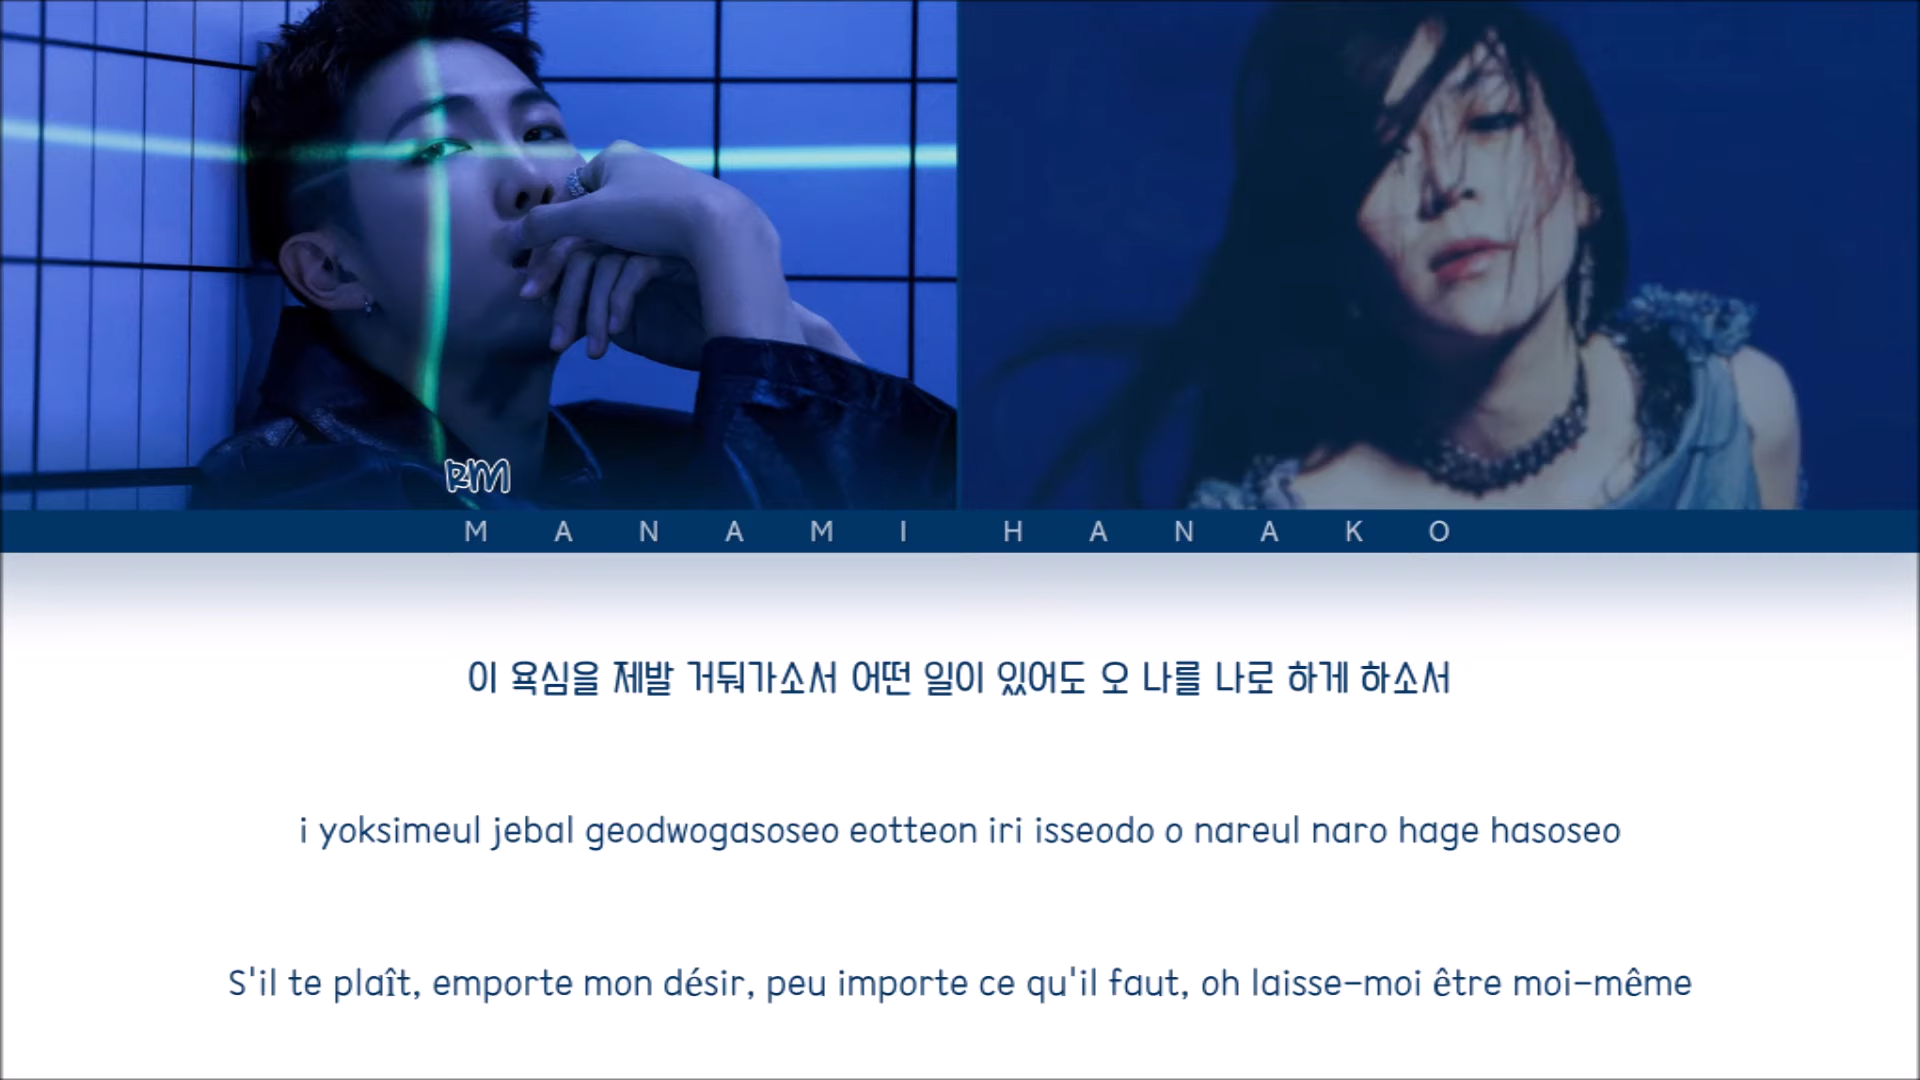 RM
MANAMI HANAKO
이 욕심을 제발 거둬가소서 어떤 일이 있어도 오 나를 나로 하게 하소서
i yoksimeul jebal geodwogasoseo eotteon iri isseodo o nareul naro hage hasoseo
S'il te plaît, emporte mon désir, peu importe ce qu'il faut, oh laisse-moi être moi-même